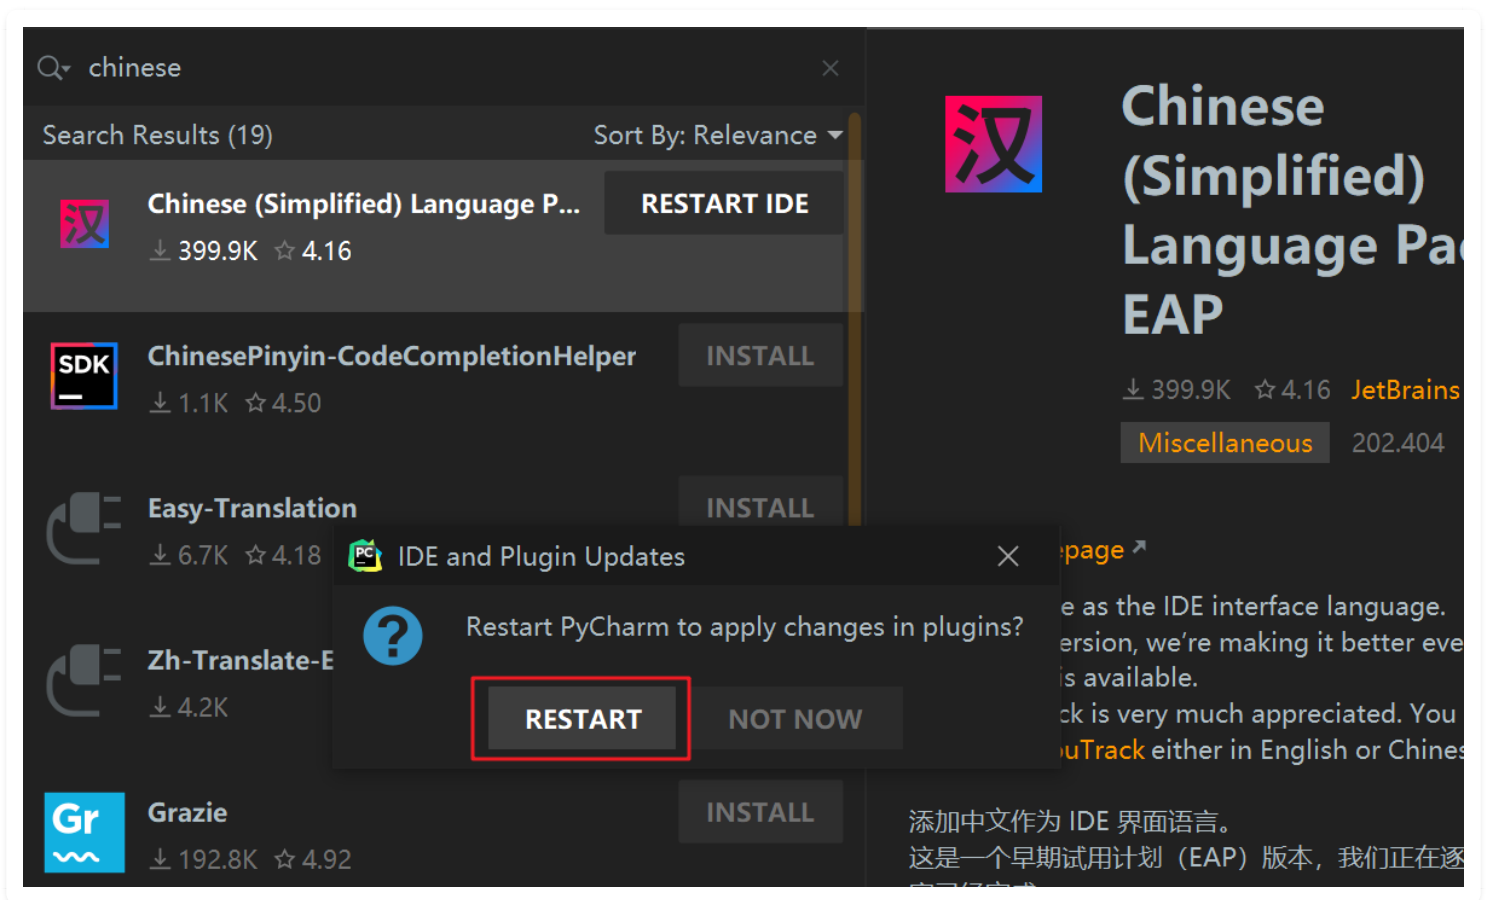 chinese
Search Results (19)
Sort By: Relevance
汉
Chinese (Simplified) Language P...
RESTART IDE
399.9K
4.16
SDK
ChinesePinyin-CodeCompletionHelper
INSTALL
1.1K
4.50
Easy-Translation
INSTALL
6.7K
4.18
Zh-Translate-E
4.2K
Gr
Grazie
INSTALL
192.8K
4.92
PC
IDE and Plugin Updates
?
Restart PyCharm to apply changes in plugins?
RESTART
NOT NOW
汉
Chinese
(Simplified)
Language Pac
EAP
399.9K
4.16
JetBrains
Miscellaneous
202.404
epage
e as the IDE interface language.
ersion, we're making it better eve
is available.
ck is very much appreciated. You
ouTrack either in English or Chines
添加中文作为 IDE 界面语言。
这是一个早期试用计划（EAP）版本，我们正在逐